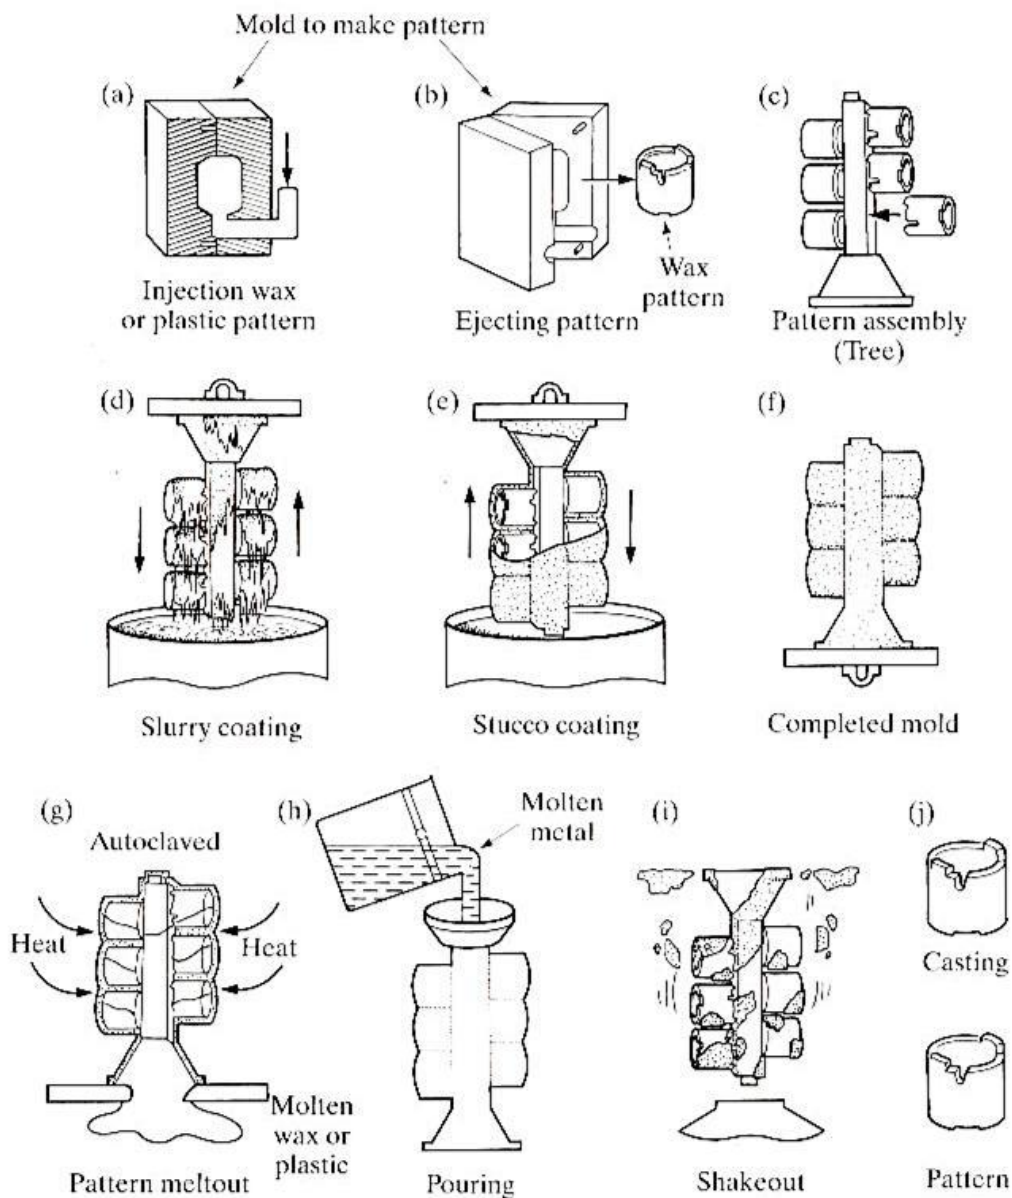 Mold to make pattern
(a)
(b)
(c)
Injection wax
or plastic pattern
Ejecting pattern
Wax
pattern
Pattern assembly
(Tree)
(d)
(e)
(f)
Slurry coating
Stucco coating
Completed mold
(g)
Autoclaved
Heat
Heat
Molten
wax or
plastic
Pattern meltout
(h)
Molten
metal
Pouring
(i)
Shakeout
(j)
Casting
Pattern